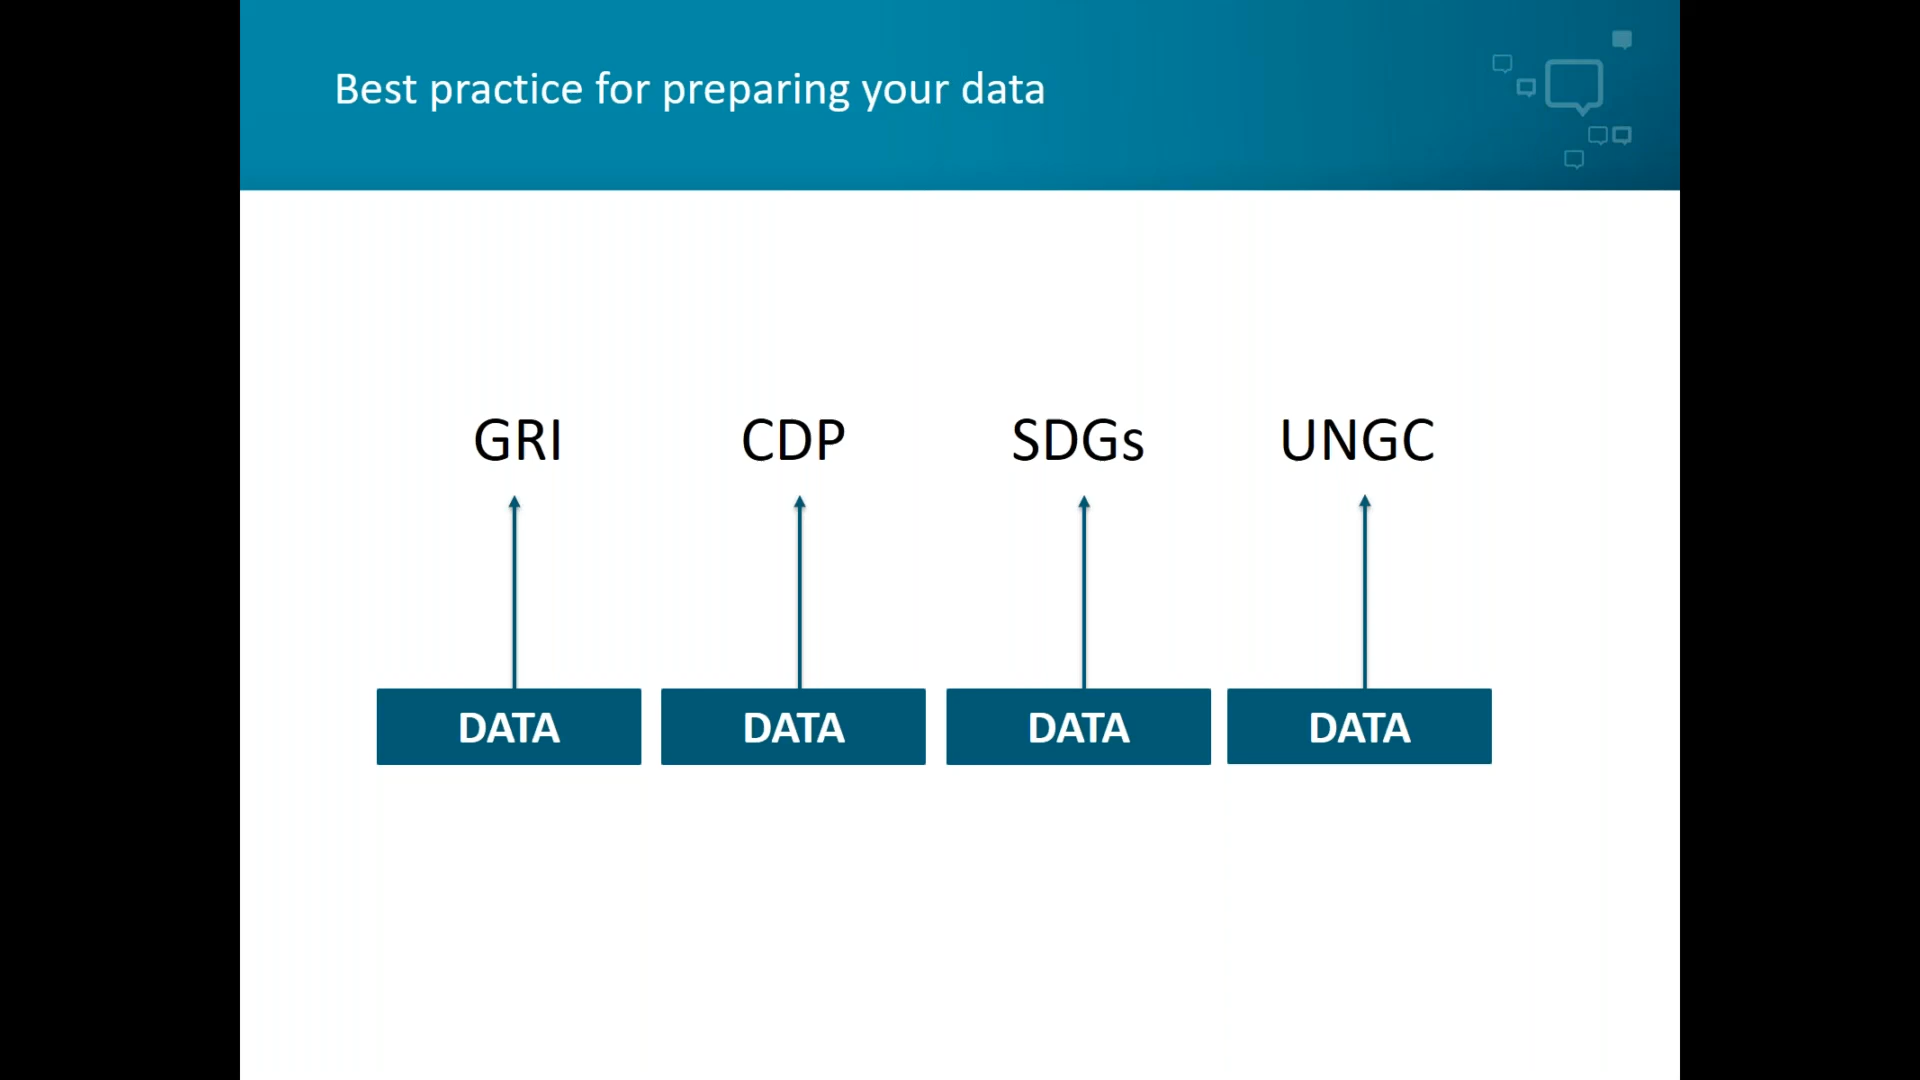 Best practice for preparing your data
GRI CDP SDGs UNGC
DATA DATA DATA DATA